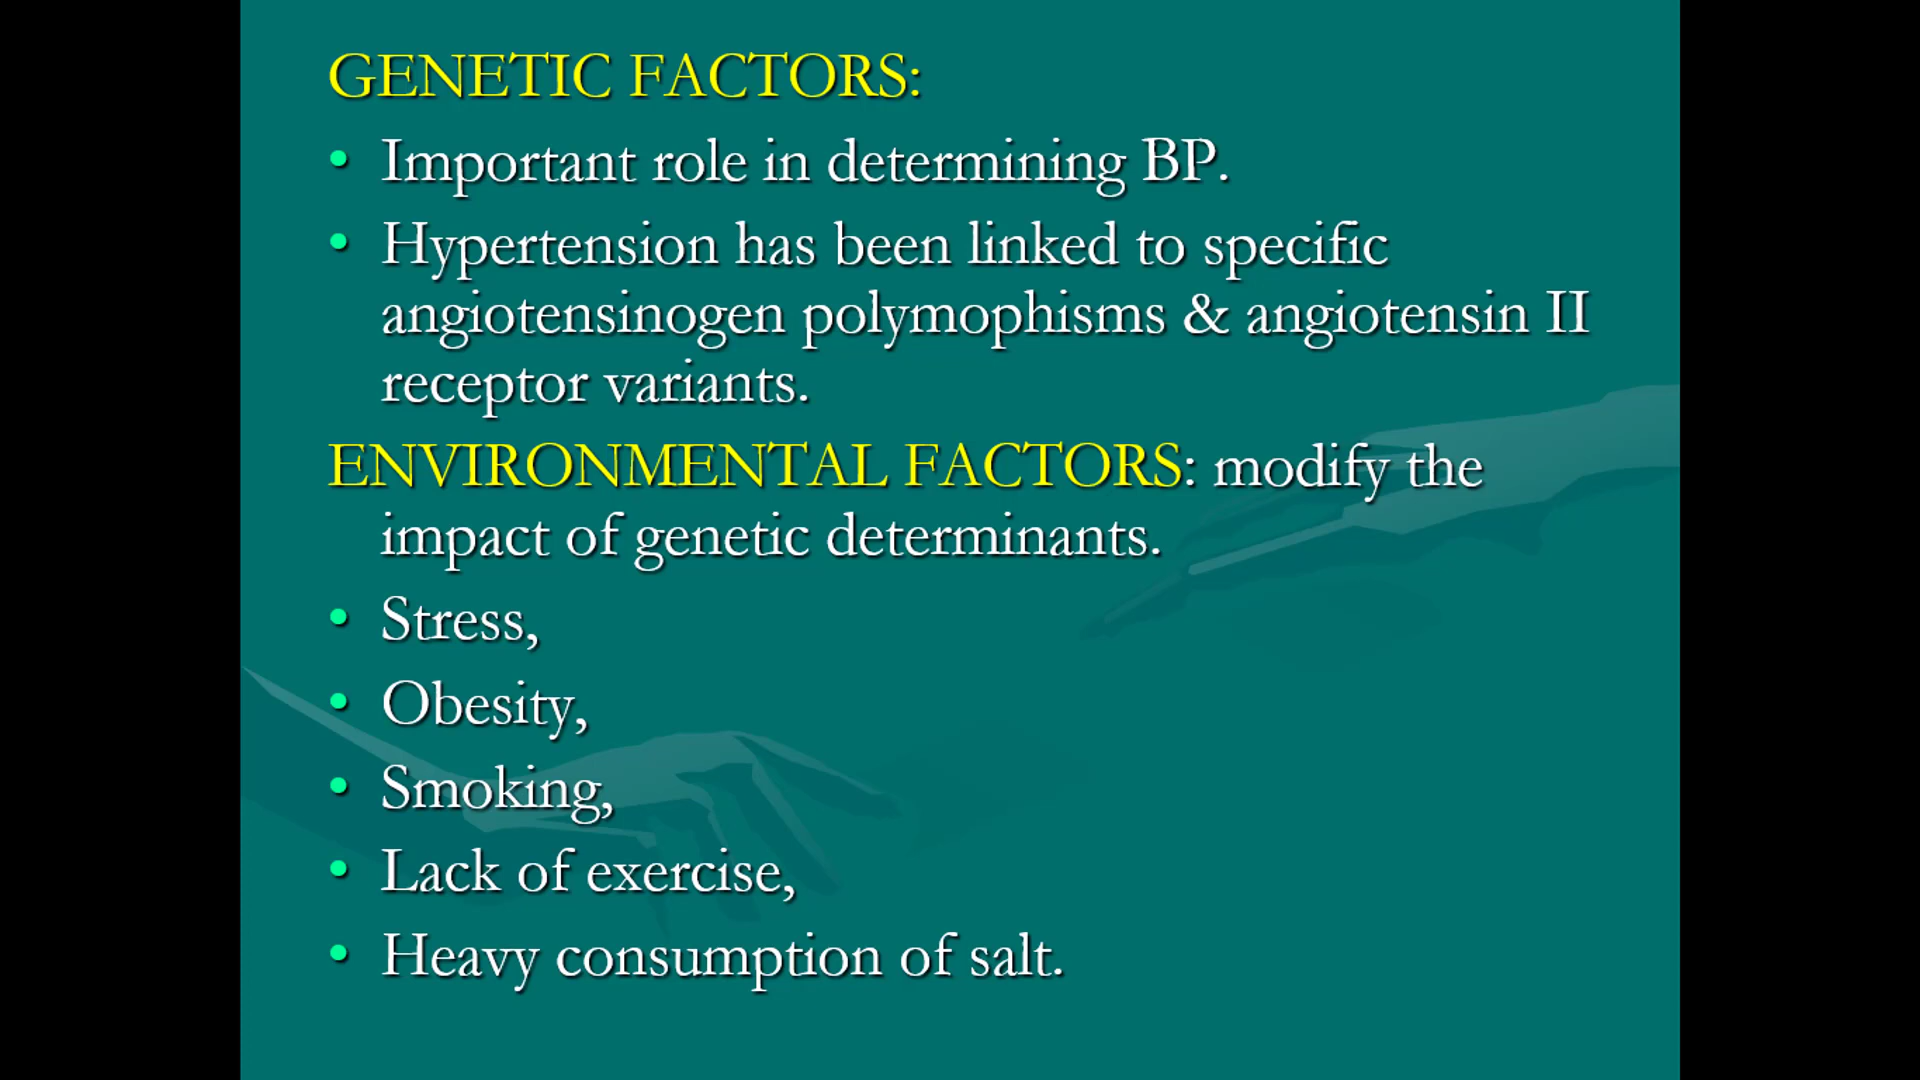 GENETIC FACTORS:
• Important role in determining BP.
• Hypertension has been linked to specific
angiotensinogen polymophisms & angiotensin II
receptor variants.
ENVIRONMENTAL FACTORS: modify the
impact of genetic determinants.
• Stress,
• Obesity,
• Smoking,
• Lack of exercise,
• Heavy consumption of salt.